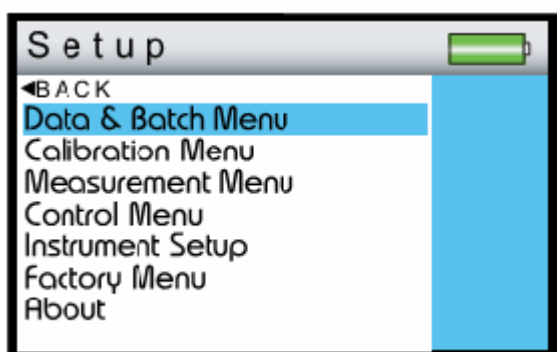 Setup
◄BACK
Data & Batch Menu
Calibration Menu
Measurement Menu
Control Menu
Instrument Setup
Factory Menu
About